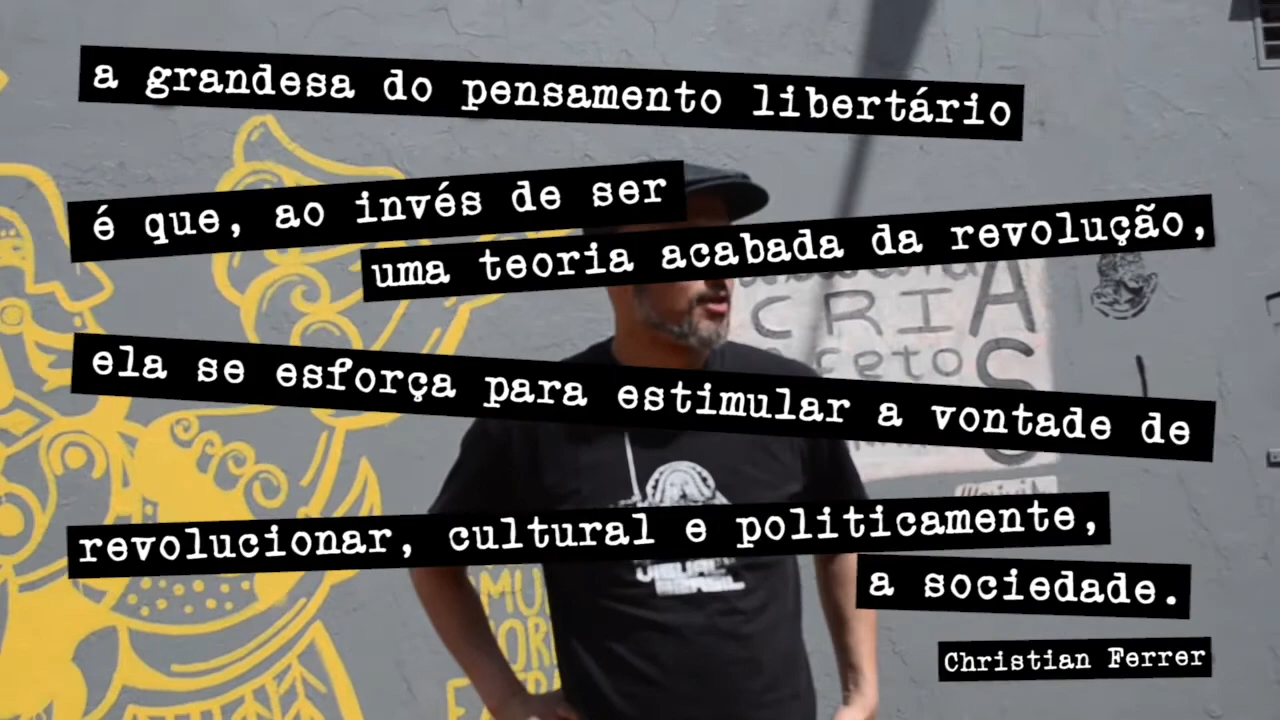 a grandesa do pensamento libertário
é que, ao invés de ser
uma teoria acabada da revolução,
ela se esforça para estimular a vontade de
revolucionar, cultural e politicamente,
a sociedade.
Christian Ferrer
CRIA